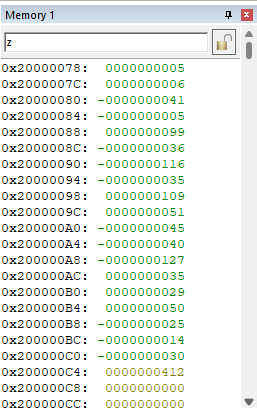 Memory 1
z
0x20000078: 0000000005
0x2000007C: 0000000006
0x20000080: -0000000041
0x20000084: -0000000005
0x20000088: 0000000099
0x2000008C: -0000000036
0x20000090: -0000000116
0x20000094: -0000000035
0x20000098: 0000000109
0x2000009C: 0000000051
0x200000A0: -0000000045
0x200000A4: -0000000040
0x200000A8: -0000000127
0x200000AC: 0000000035
0x200000B0: 0000000029
0x200000B4: 0000000050
0x200000B8: -0000000025
0x200000BC: -0000000014
0x200000C0: -0000000030
0x200000C4: 0000000412
0x200000C8: 0000000000
0x200000CC: 0000000000